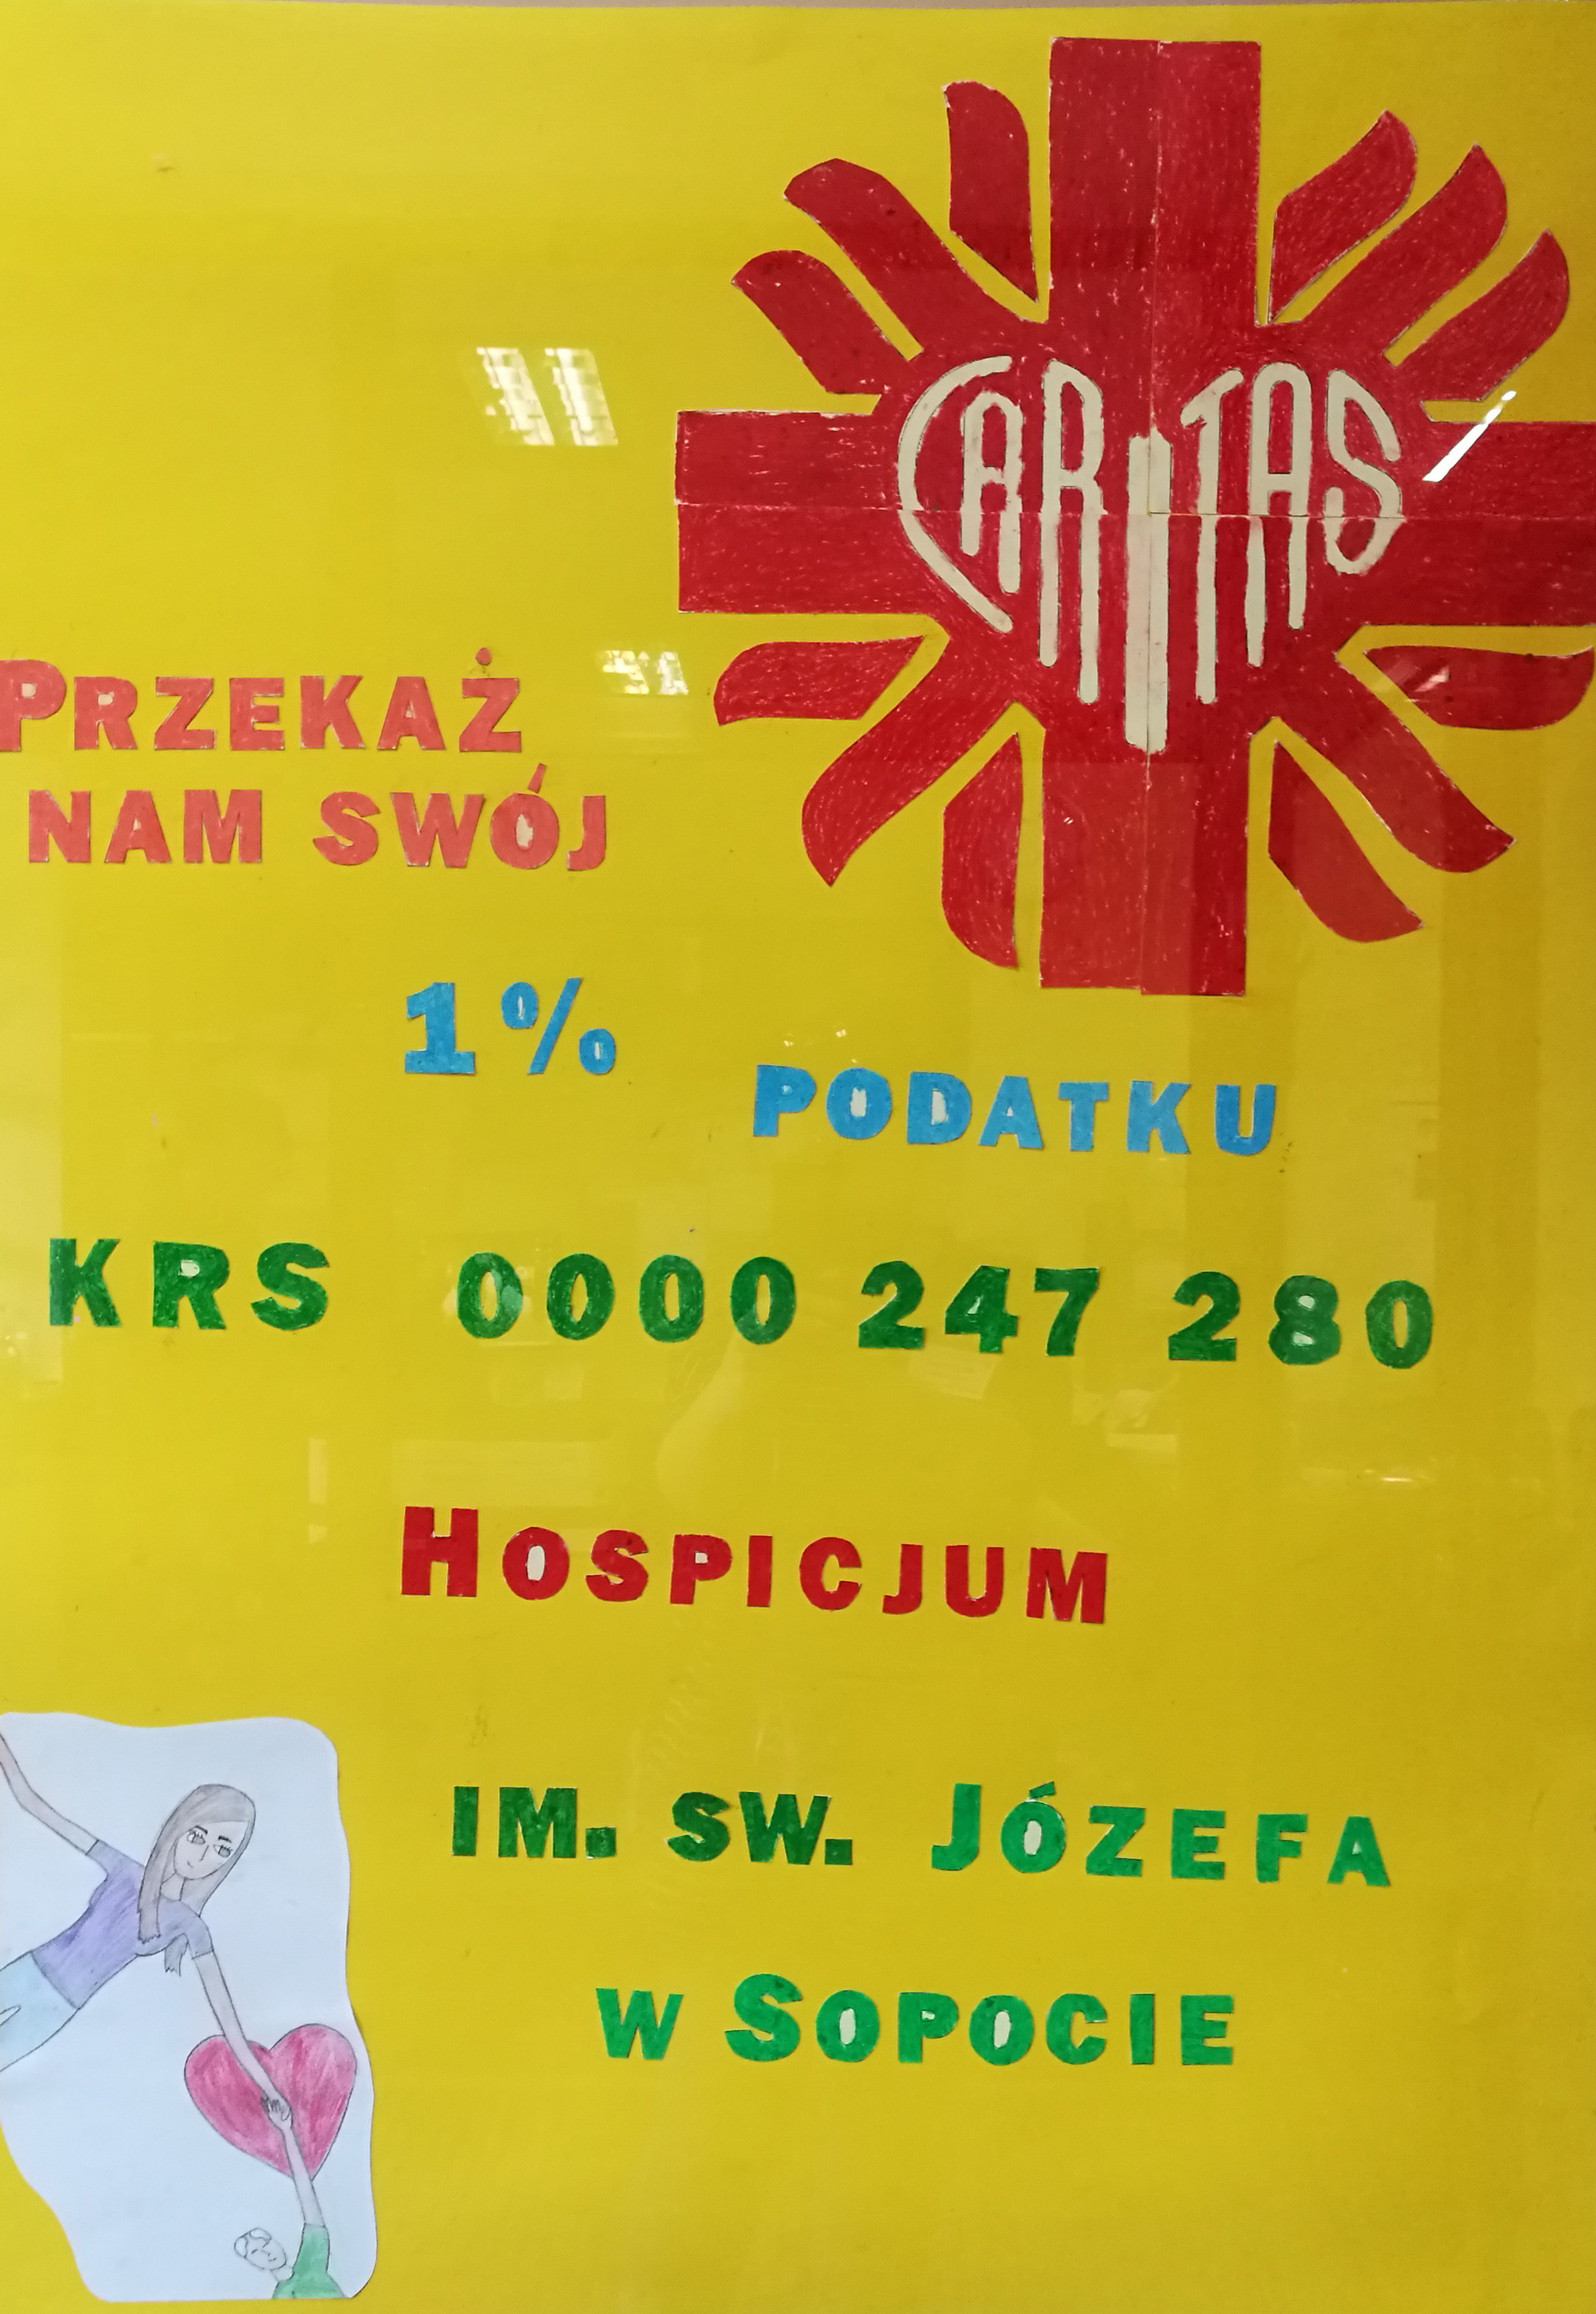 CARITAS
PRZEKAŻ
NAM SWÓJ
1% PODATKU
KRS 0000 247 280
HOSPICJUM
IM. SW. JÓZEFA
W SOPOCIE